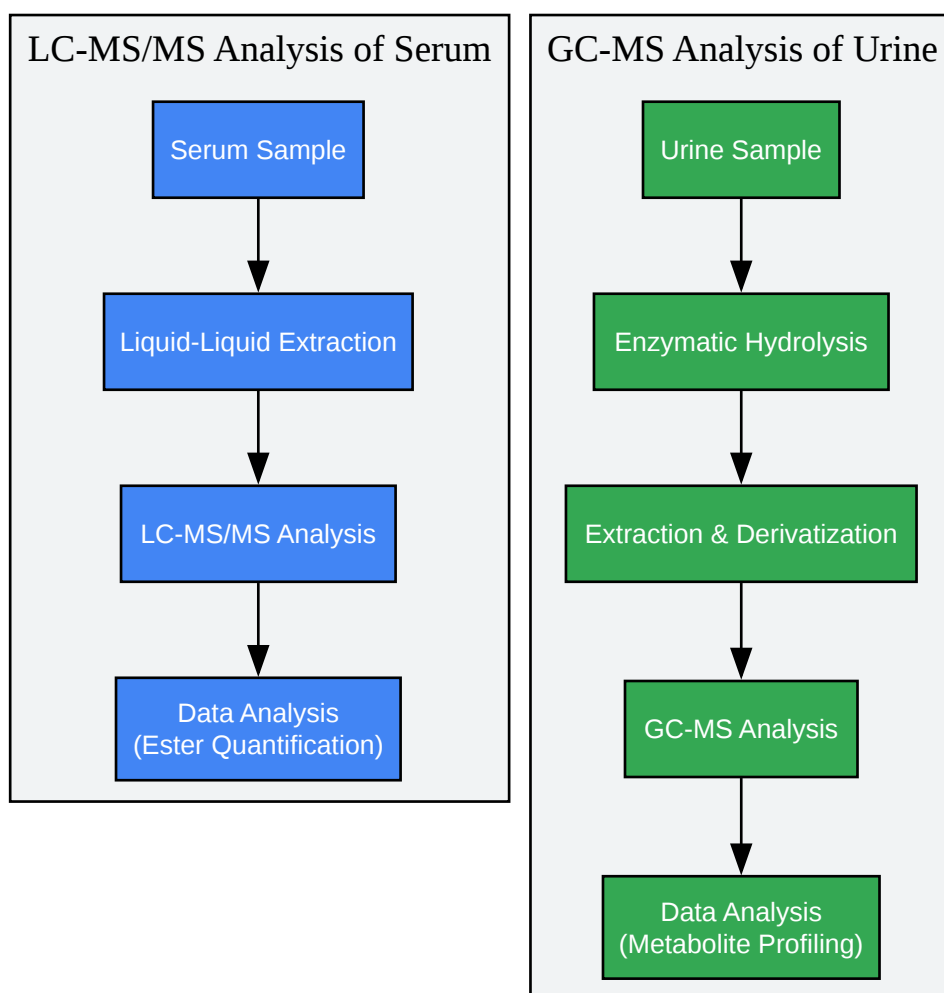 LC-MS/MS Analysis of Serum
Serum Sample
Liquid-Liquid Extraction
LC-MS/MS Analysis
Data Analysis
(Ester Quantification)
GC-MS Analysis of Urine
Urine Sample
Enzymatic Hydrolysis
Extraction & Derivatization
GC-MS Analysis
Data Analysis
(Metabolite Profiling)